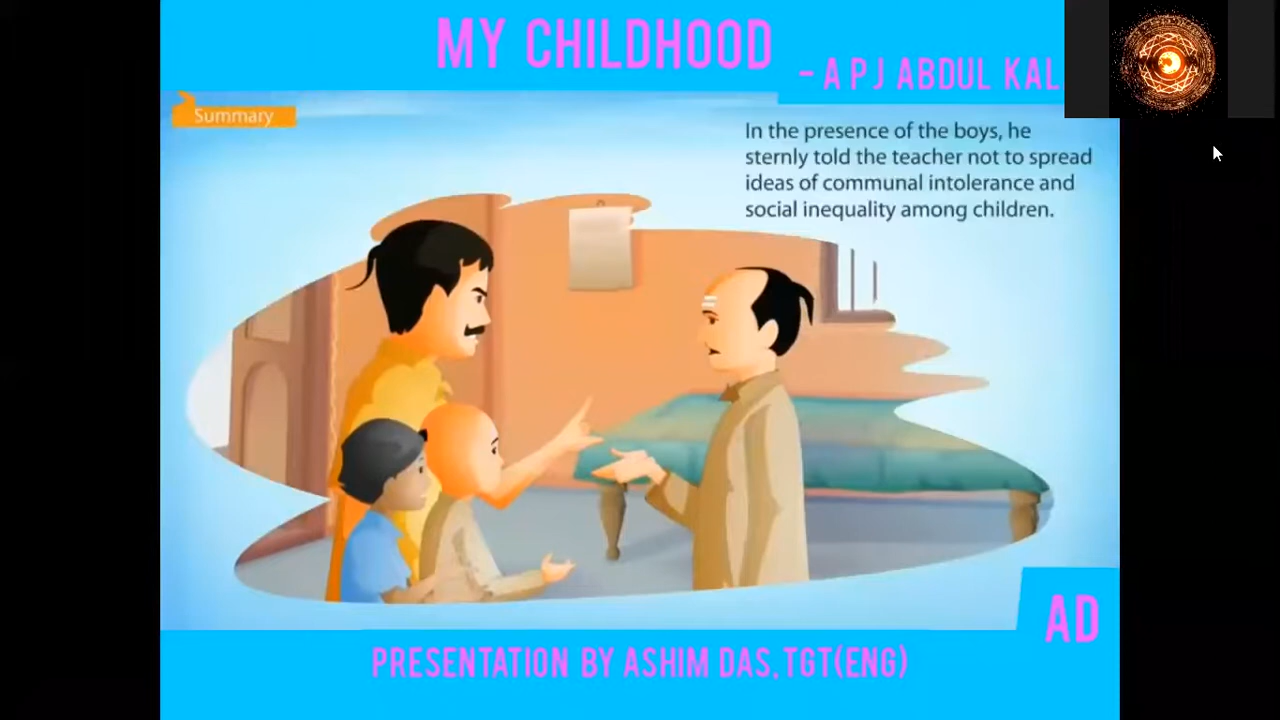 MY CHILDHOOD
- A P J ABDUL KAL
Summary
In the presence of the boys, he
sternly told the teacher not to spread
ideas of communal intolerance and
social inequality among children.
AD
PRESENTATION BY ASHIM DAS, TGT(ENG)